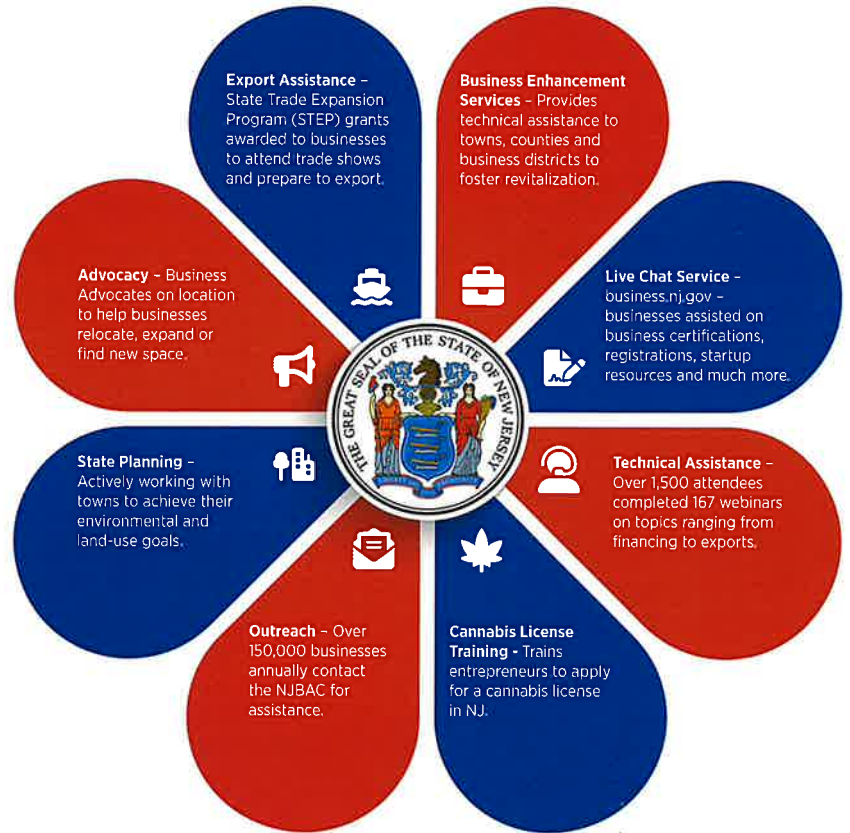 Export Assistance –
State Trade Expansion
Program (STEP) grants
awarded to businesses
to attend trade shows
and prepare to export.
Business Enhancement
Services – Provides
technical assistance to
towns, counties and
business districts to
foster revitalization.
Advocacy – Business
Advocates on location
to help businesses
relocate, expand or
find new space.
Live Chat Service –
business.nj.gov –
businesses assisted on
business certifications,
registrations, startup
resources and much more.
THE GREAT SEAL OF THE STATE OF NEW JERSEY
State Planning –
Actively working with
towns to achieve their
environmental and
land-use goals.
Technical Assistance –
Over 1,500 attendees
completed 167 webinars
on topics ranging from
financing to exports.
Outreach – Over
150,000 businesses
annually contact
the NJBAC for
assistance.
Cannabis License
Training - Trains
entrepreneurs to apply
for a cannabis license
in NJ.